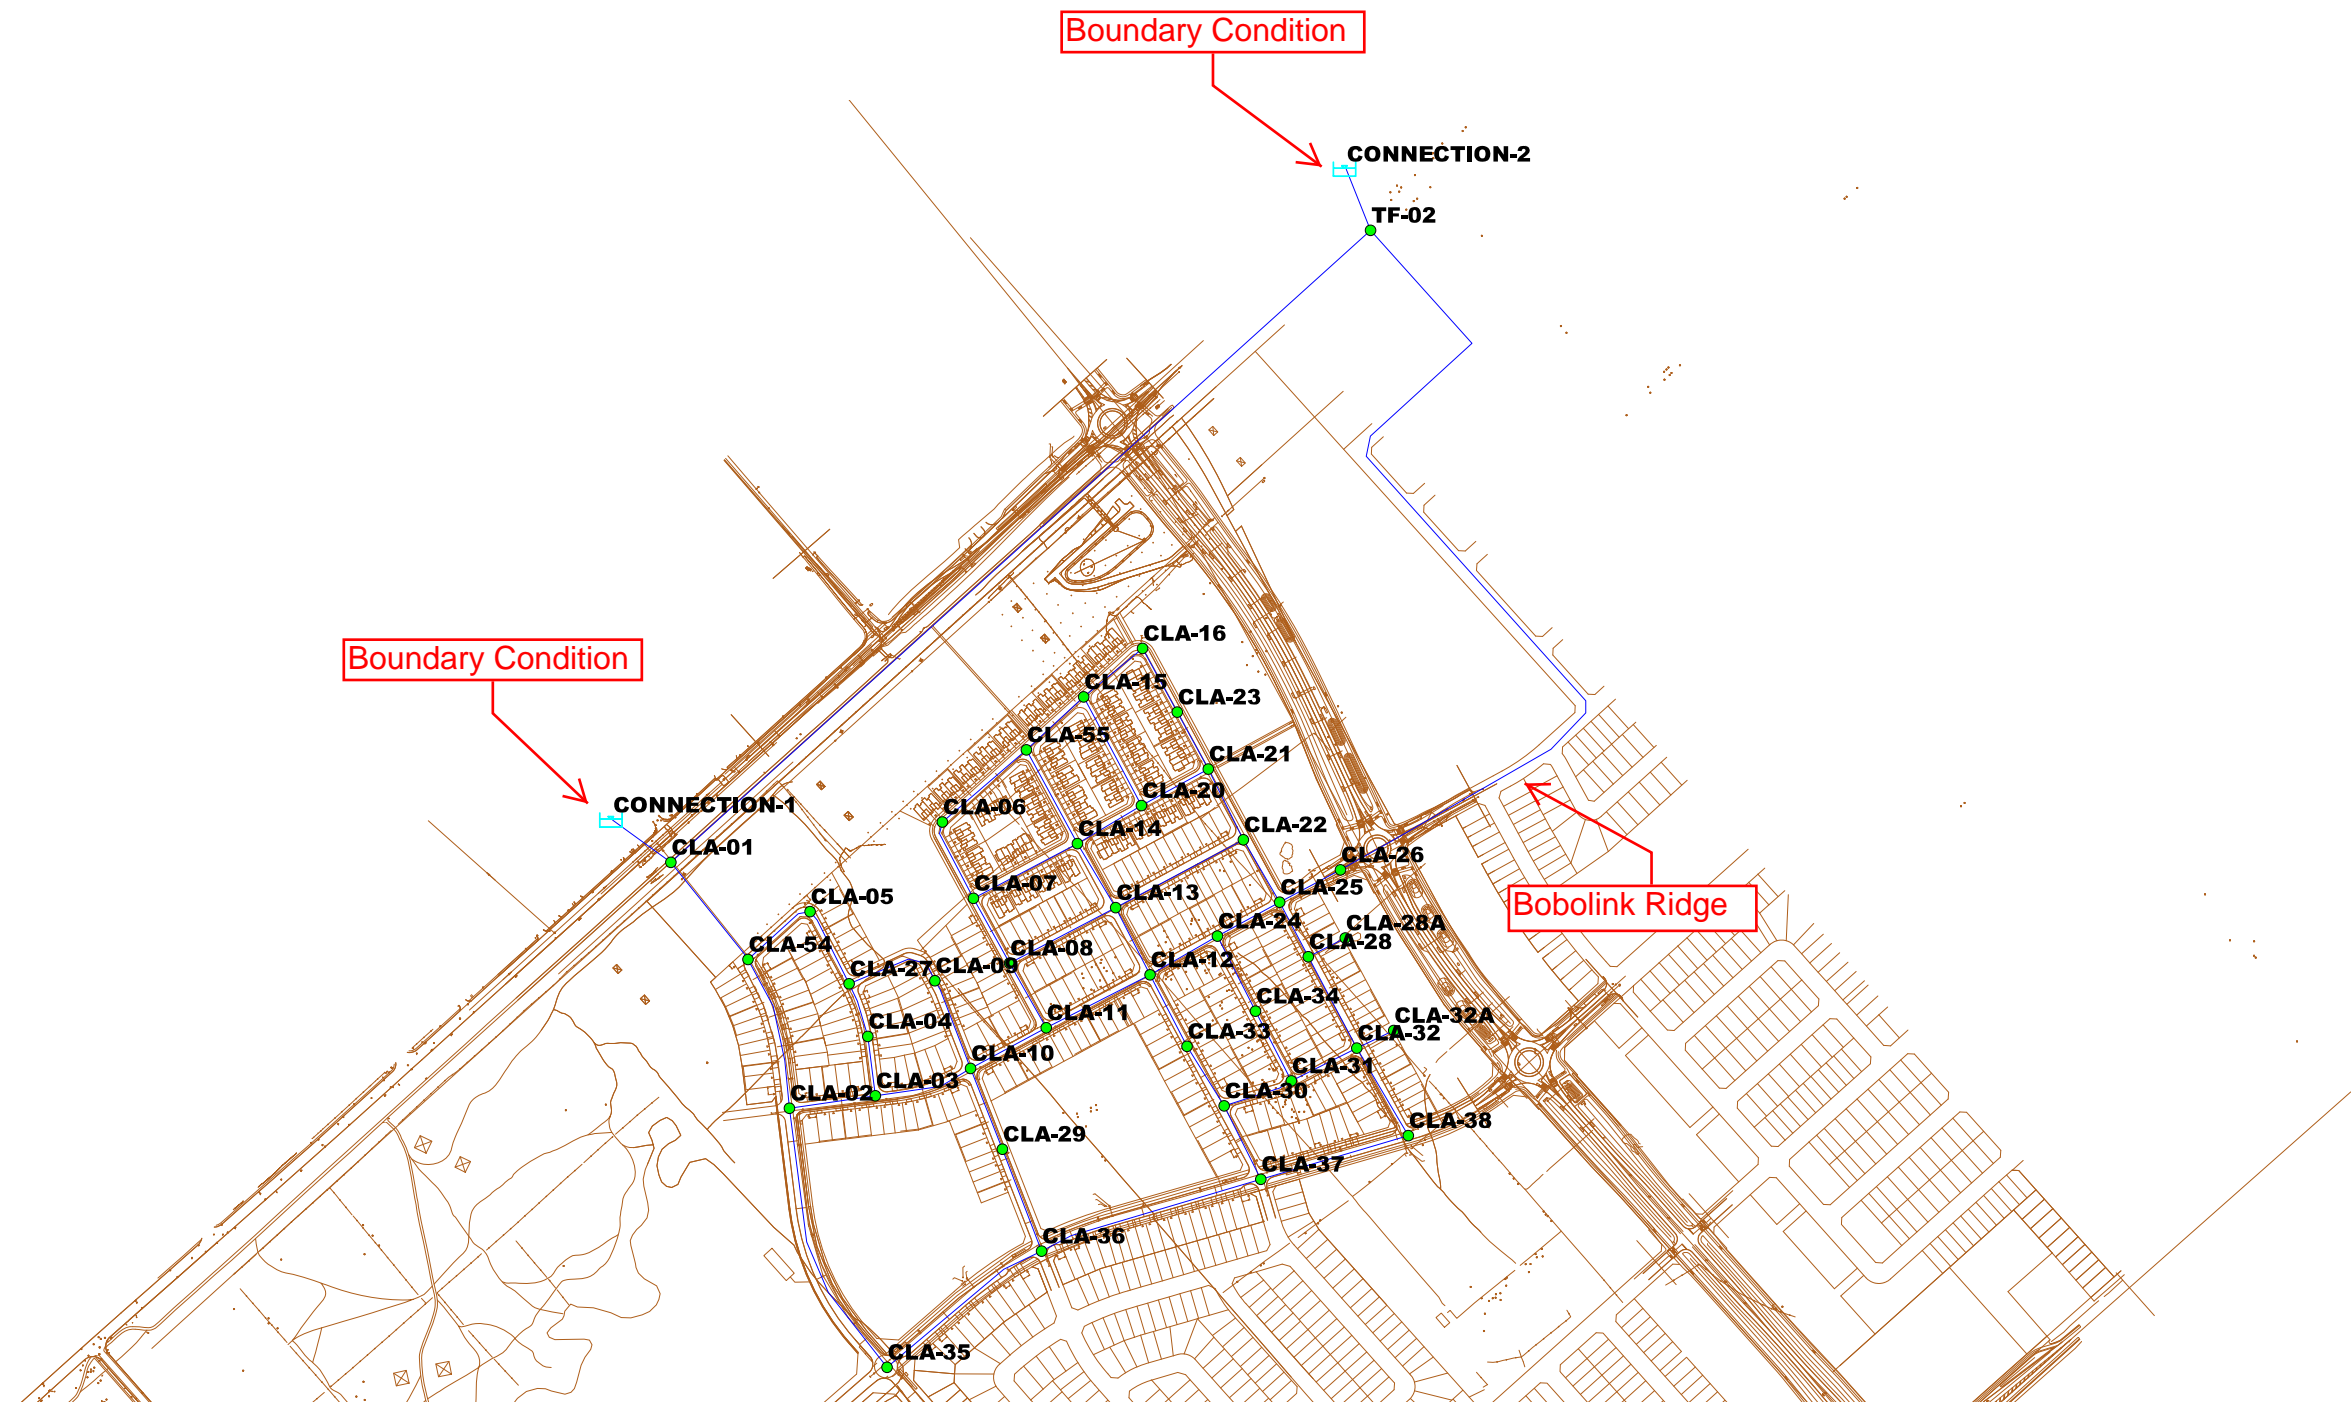 Boundary Condition
CONNECTION-2
TF-02
CLA-16
Boundary Condition
CLA-15
CLA-23
CLA-55
CLA-21
CLA-20
CONNECTION-1
CLA-06
CLA-14
CLA-22
CLA-01
CLA-26
CLA-07
CLA-25
CLA-05
CLA-13
Bobolink Ridge
CLA-24
CLA-28A
CLA-54
CLA-08
CLA-28
CLA-12
CLA-27
CLA-09
CLA-34
CLA-11
CLA-32A
CLA-04
CLA-33
CLA-32
CLA-10
CLA-31
CLA-03
CLA-02
CLA-30
CLA-38
CLA-29
CLA-37
CLA-36
CLA-35